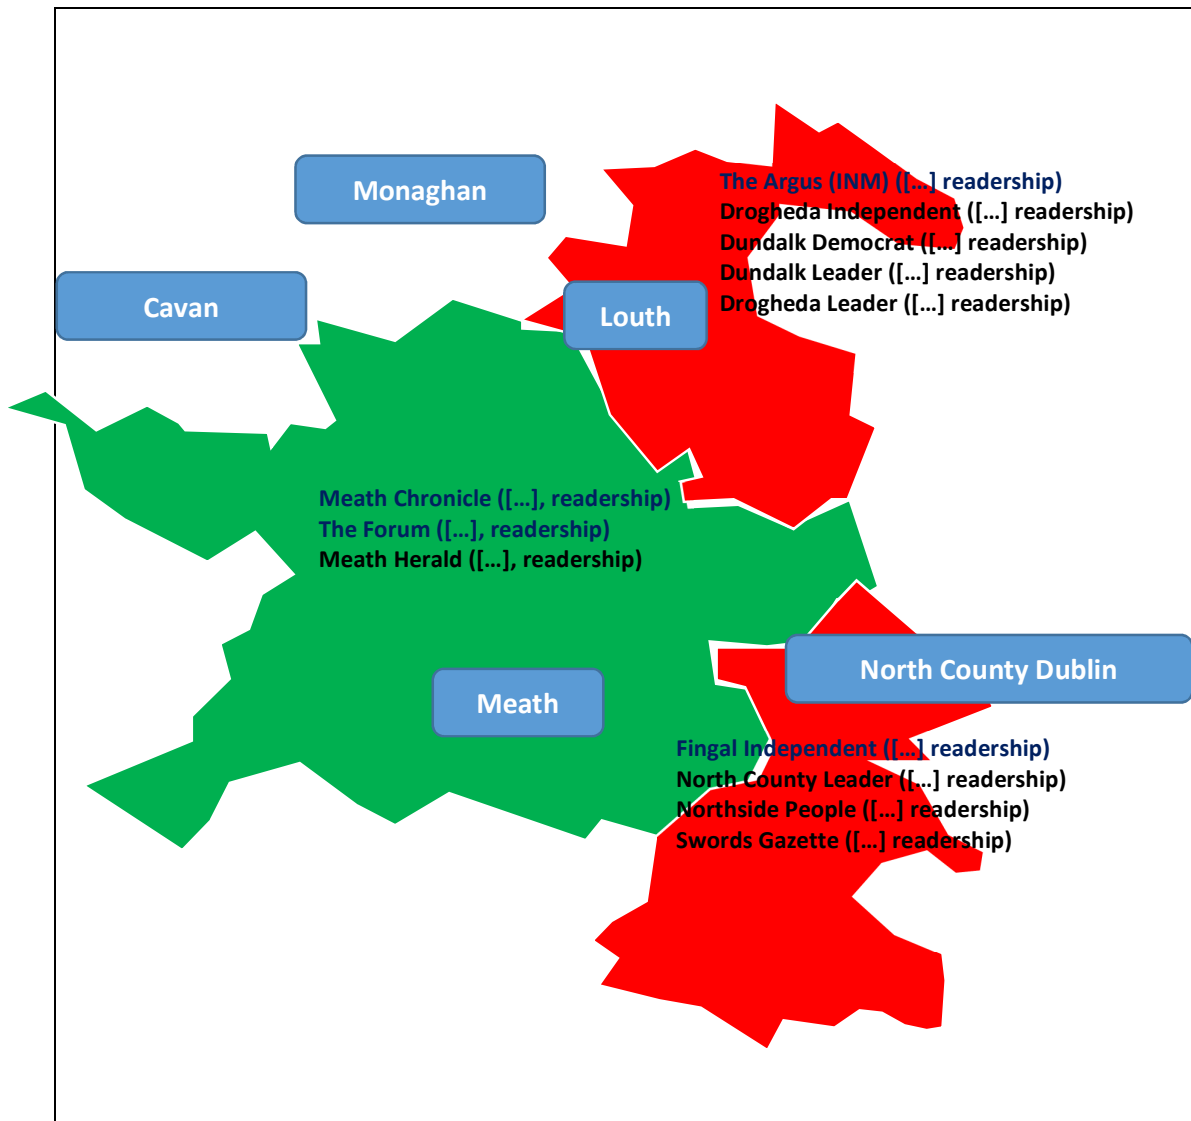 Monaghan
The Argus (INM) ([…] readership)
Drogheda Independent ([…] readership)
Dundalk Democrat ([…] readership)
Dundalk Leader ([…] readership)
Drogheda Leader ([…] readership)
Cavan
Louth
Meath Chronicle ([…], readership)
The Forum ([…], readership)
Meath Herald ([…], readership)
North County Dublin
Meath
Fingal Independent ([…] readership)
North County Leader ([…] readership)
Northside People ([…] readership)
Swords Gazette ([…] readership)